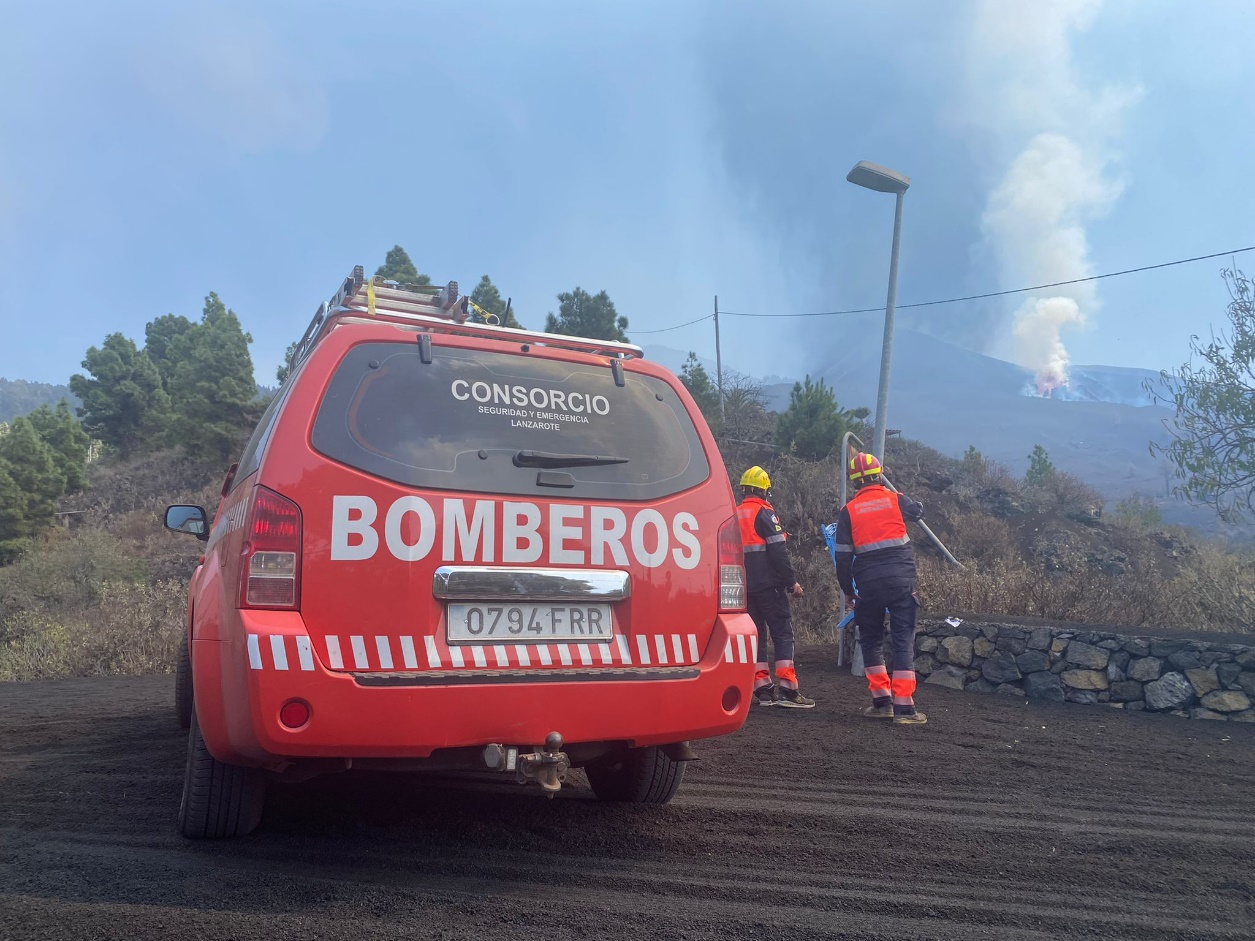 CONSORCIO
SEGURIDAD Y EMERGENCIA
LANZAROTE
BOMBEROS
0794 FRR